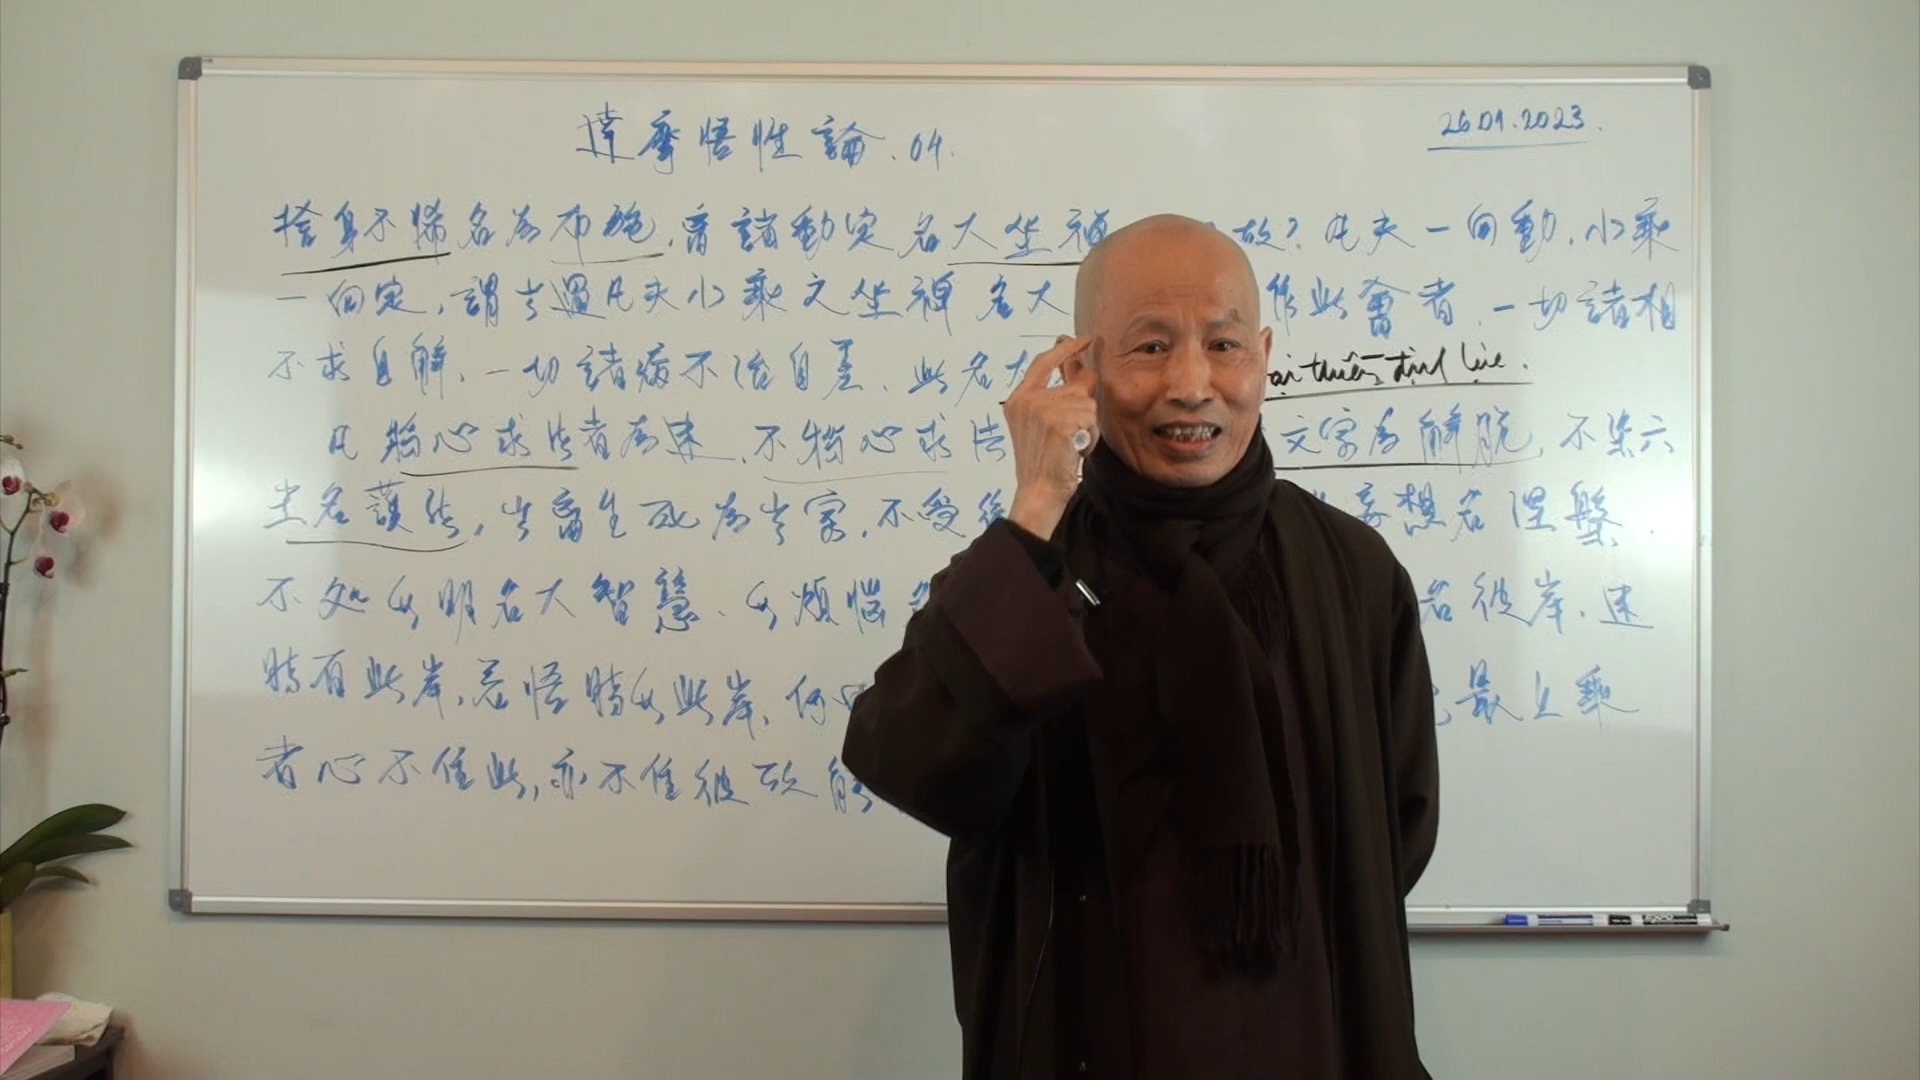 達摩悟性論.04.
26.01.2023.
捨身不悕名為布施,離諸動定名大坐禪 故?凡夫一向動,小乘
一向定,謂出過凡夫小乘之坐禪名大 作此會者,一切諸相
不求自解,一切諸病不治自差,此名大 ại thiền định lực.
凡將心求法者為迷,不將心求法 文字為解脫,不染六
塵名護法,出離生死為出家,不受後 妄想名涅槃.
不處無明名大智慧.無煩惱 名彼岸.迷
時有此岸,若悟時無此岸,何 最上乘
者心不住此,亦不住彼故能